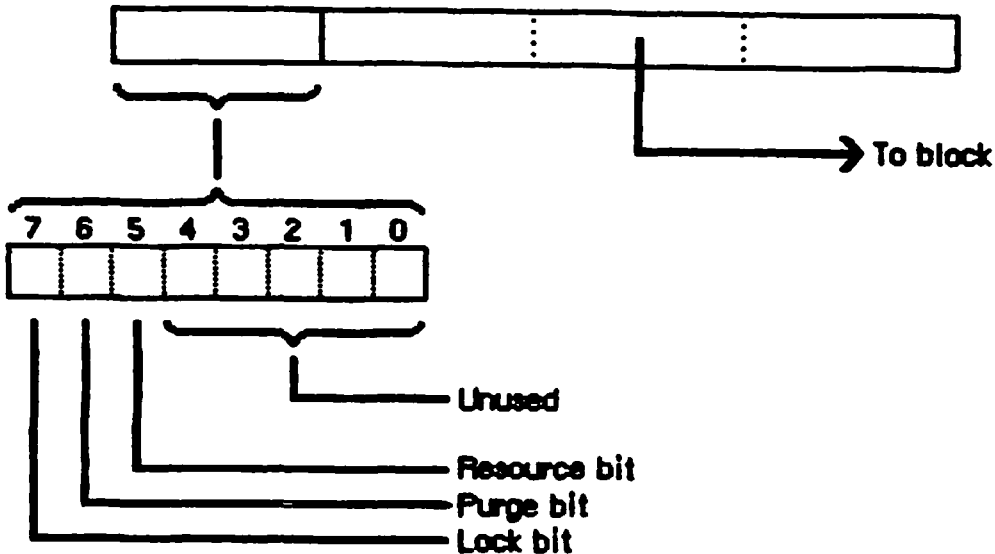 To block
7 6 5 4 3 2 1 0
Unused
Resource bit
Purge bit
Lock bit